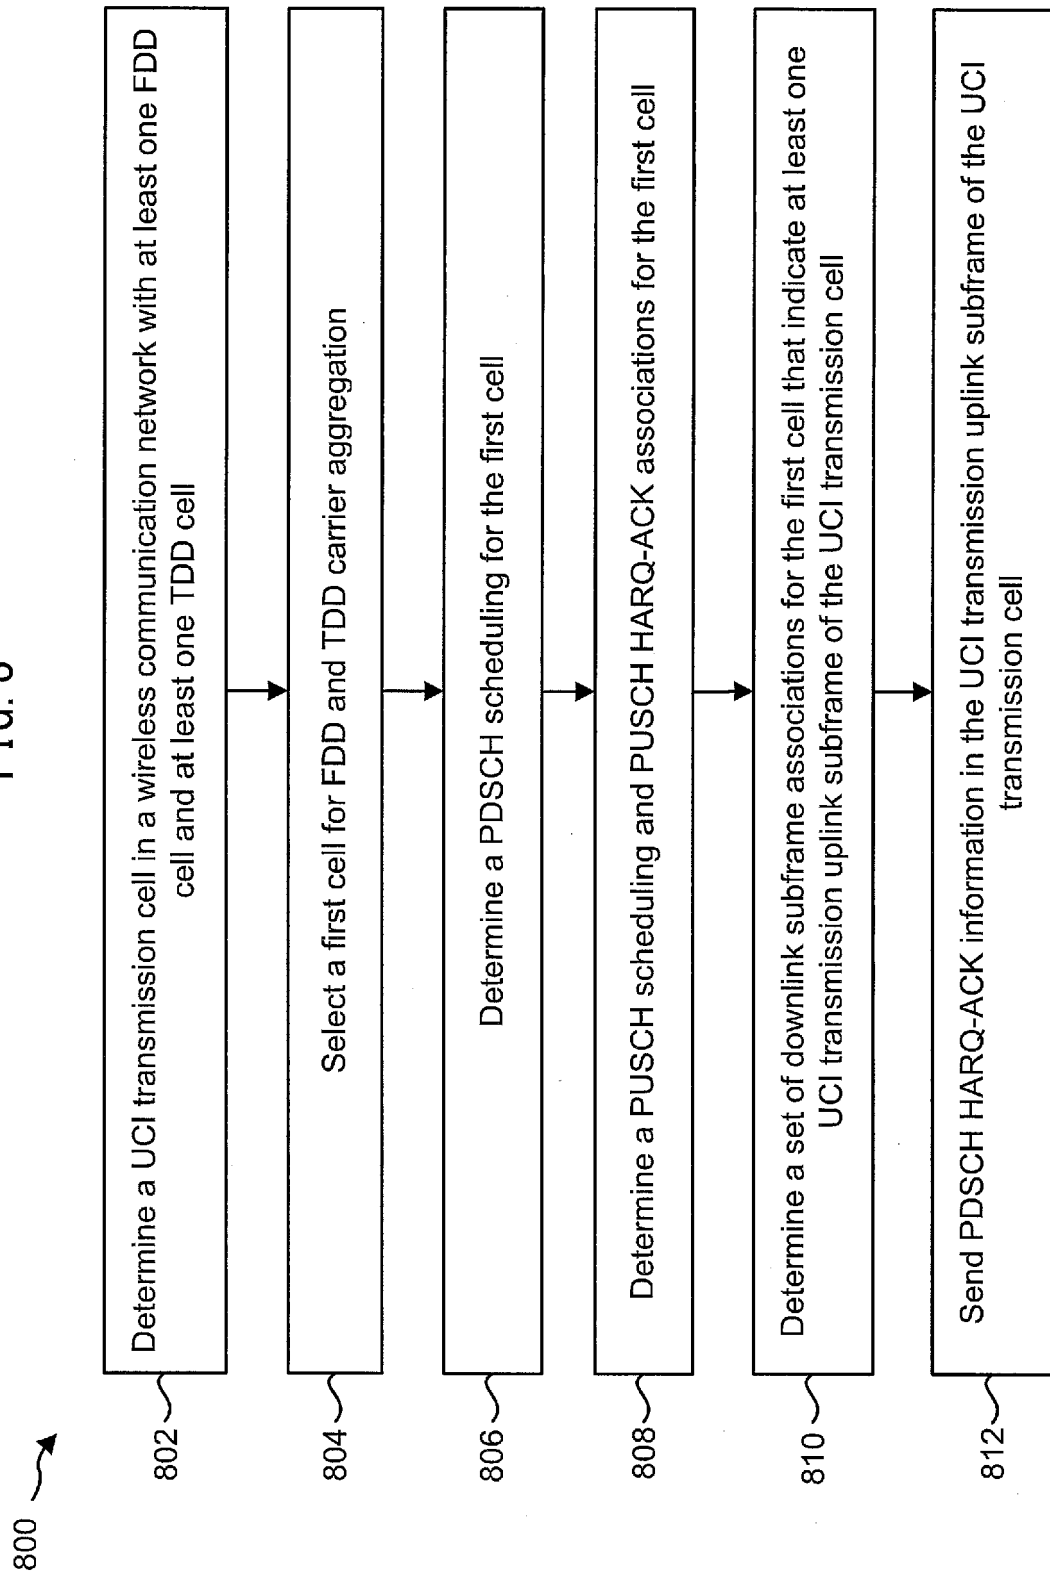 800
802
Determine a UCI transmission cell in a wireless communication network with at least one FDD
cell and at least one TDD cell
804
Select a first cell for FDD and TDD carrier aggregation
806
Determine a PDSCH scheduling for the first cell
808
Determine a PUSCH scheduling and PUSCH HARQ-ACK associations for the first cell
810
Determine a set of downlink subframe associations for the first cell that indicate at least one
UCI transmission uplink subframe of the UCI transmission cell
812
Send PDSCH HARQ-ACK information in the UCI transmission uplink subframe of the UCI
transmission cell